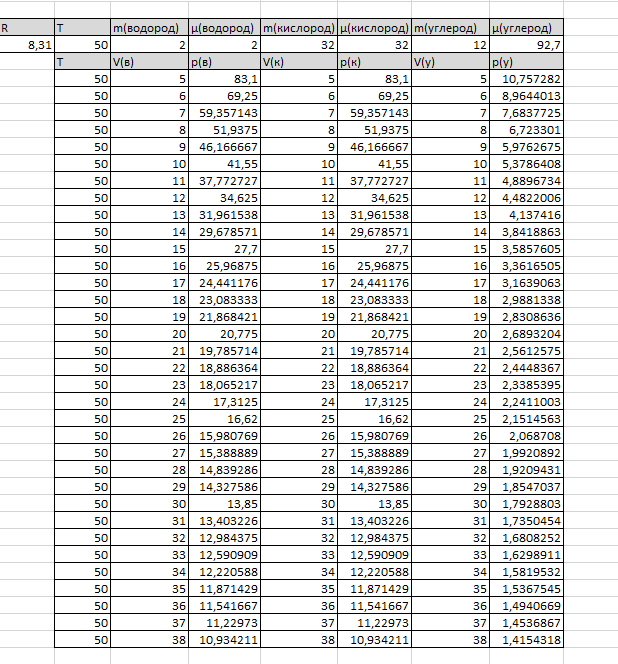 R T m(водород) µ(водород) m(кислород) µ(кислород) m(углерод) µ(углерод)
8,31 50 2 2 32 32 12 92,7
T V(в) p(в) V(к) p(к) V(у) p(у)
50 5 83,1 5 83,1 5 10,757282
50 6 69,25 6 69,25 6 8,9644013
50 7 59,357143 7 59,357143 7 7,6837725
50 8 51,9375 8 51,9375 8 6,723301
50 9 46,166667 9 46,166667 9 5,9762675
50 10 41,55 10 41,55 10 5,3786408
50 11 37,772727 11 37,772727 11 4,8896734
50 12 34,625 12 34,625 12 4,4822006
50 13 31,961538 13 31,961538 13 4,137416
50 14 29,678571 14 29,678571 14 3,8418863
50 15 27,7 15 27,7 15 3,5857605
50 16 25,96875 16 25,96875 16 3,3616505
50 17 24,441176 17 24,441176 17 3,1639063
50 18 23,083333 18 23,083333 18 2,9881338
50 19 21,868421 19 21,868421 19 2,8308636
50 20 20,775 20 20,775 20 2,6893204
50 21 19,785714 21 19,785714 21 2,5612575
50 22 18,886364 22 18,886364 22 2,4448367
50 23 18,065217 23 18,065217 23 2,3385395
50 24 17,3125 24 17,3125 24 2,2411003
50 25 16,62 25 16,62 25 2,1514563
50 26 15,980769 26 15,980769 26 2,068708
50 27 15,388889 27 15,388889 27 1,9920892
50 28 14,839286 28 14,839286 28 1,9209431
50 29 14,327586 29 14,327586 29 1,8547037
50 30 13,85 30 13,85 30 1,7928803
50 31 13,403226 31 13,403226 31 1,7350454
50 32 12,984375 32 12,984375 32 1,6808252
50 33 12,590909 33 12,590909 33 1,6298911
50 34 12,220588 34 12,220588 34 1,5819532
50 35 11,871429 35 11,871429 35 1,5367545
50 36 11,541667 36 11,541667 36 1,4940669
50 37 11,22973 37 11,22973 37 1,4536867
50 38 10,934211 38 10,934211 38 1,4154318